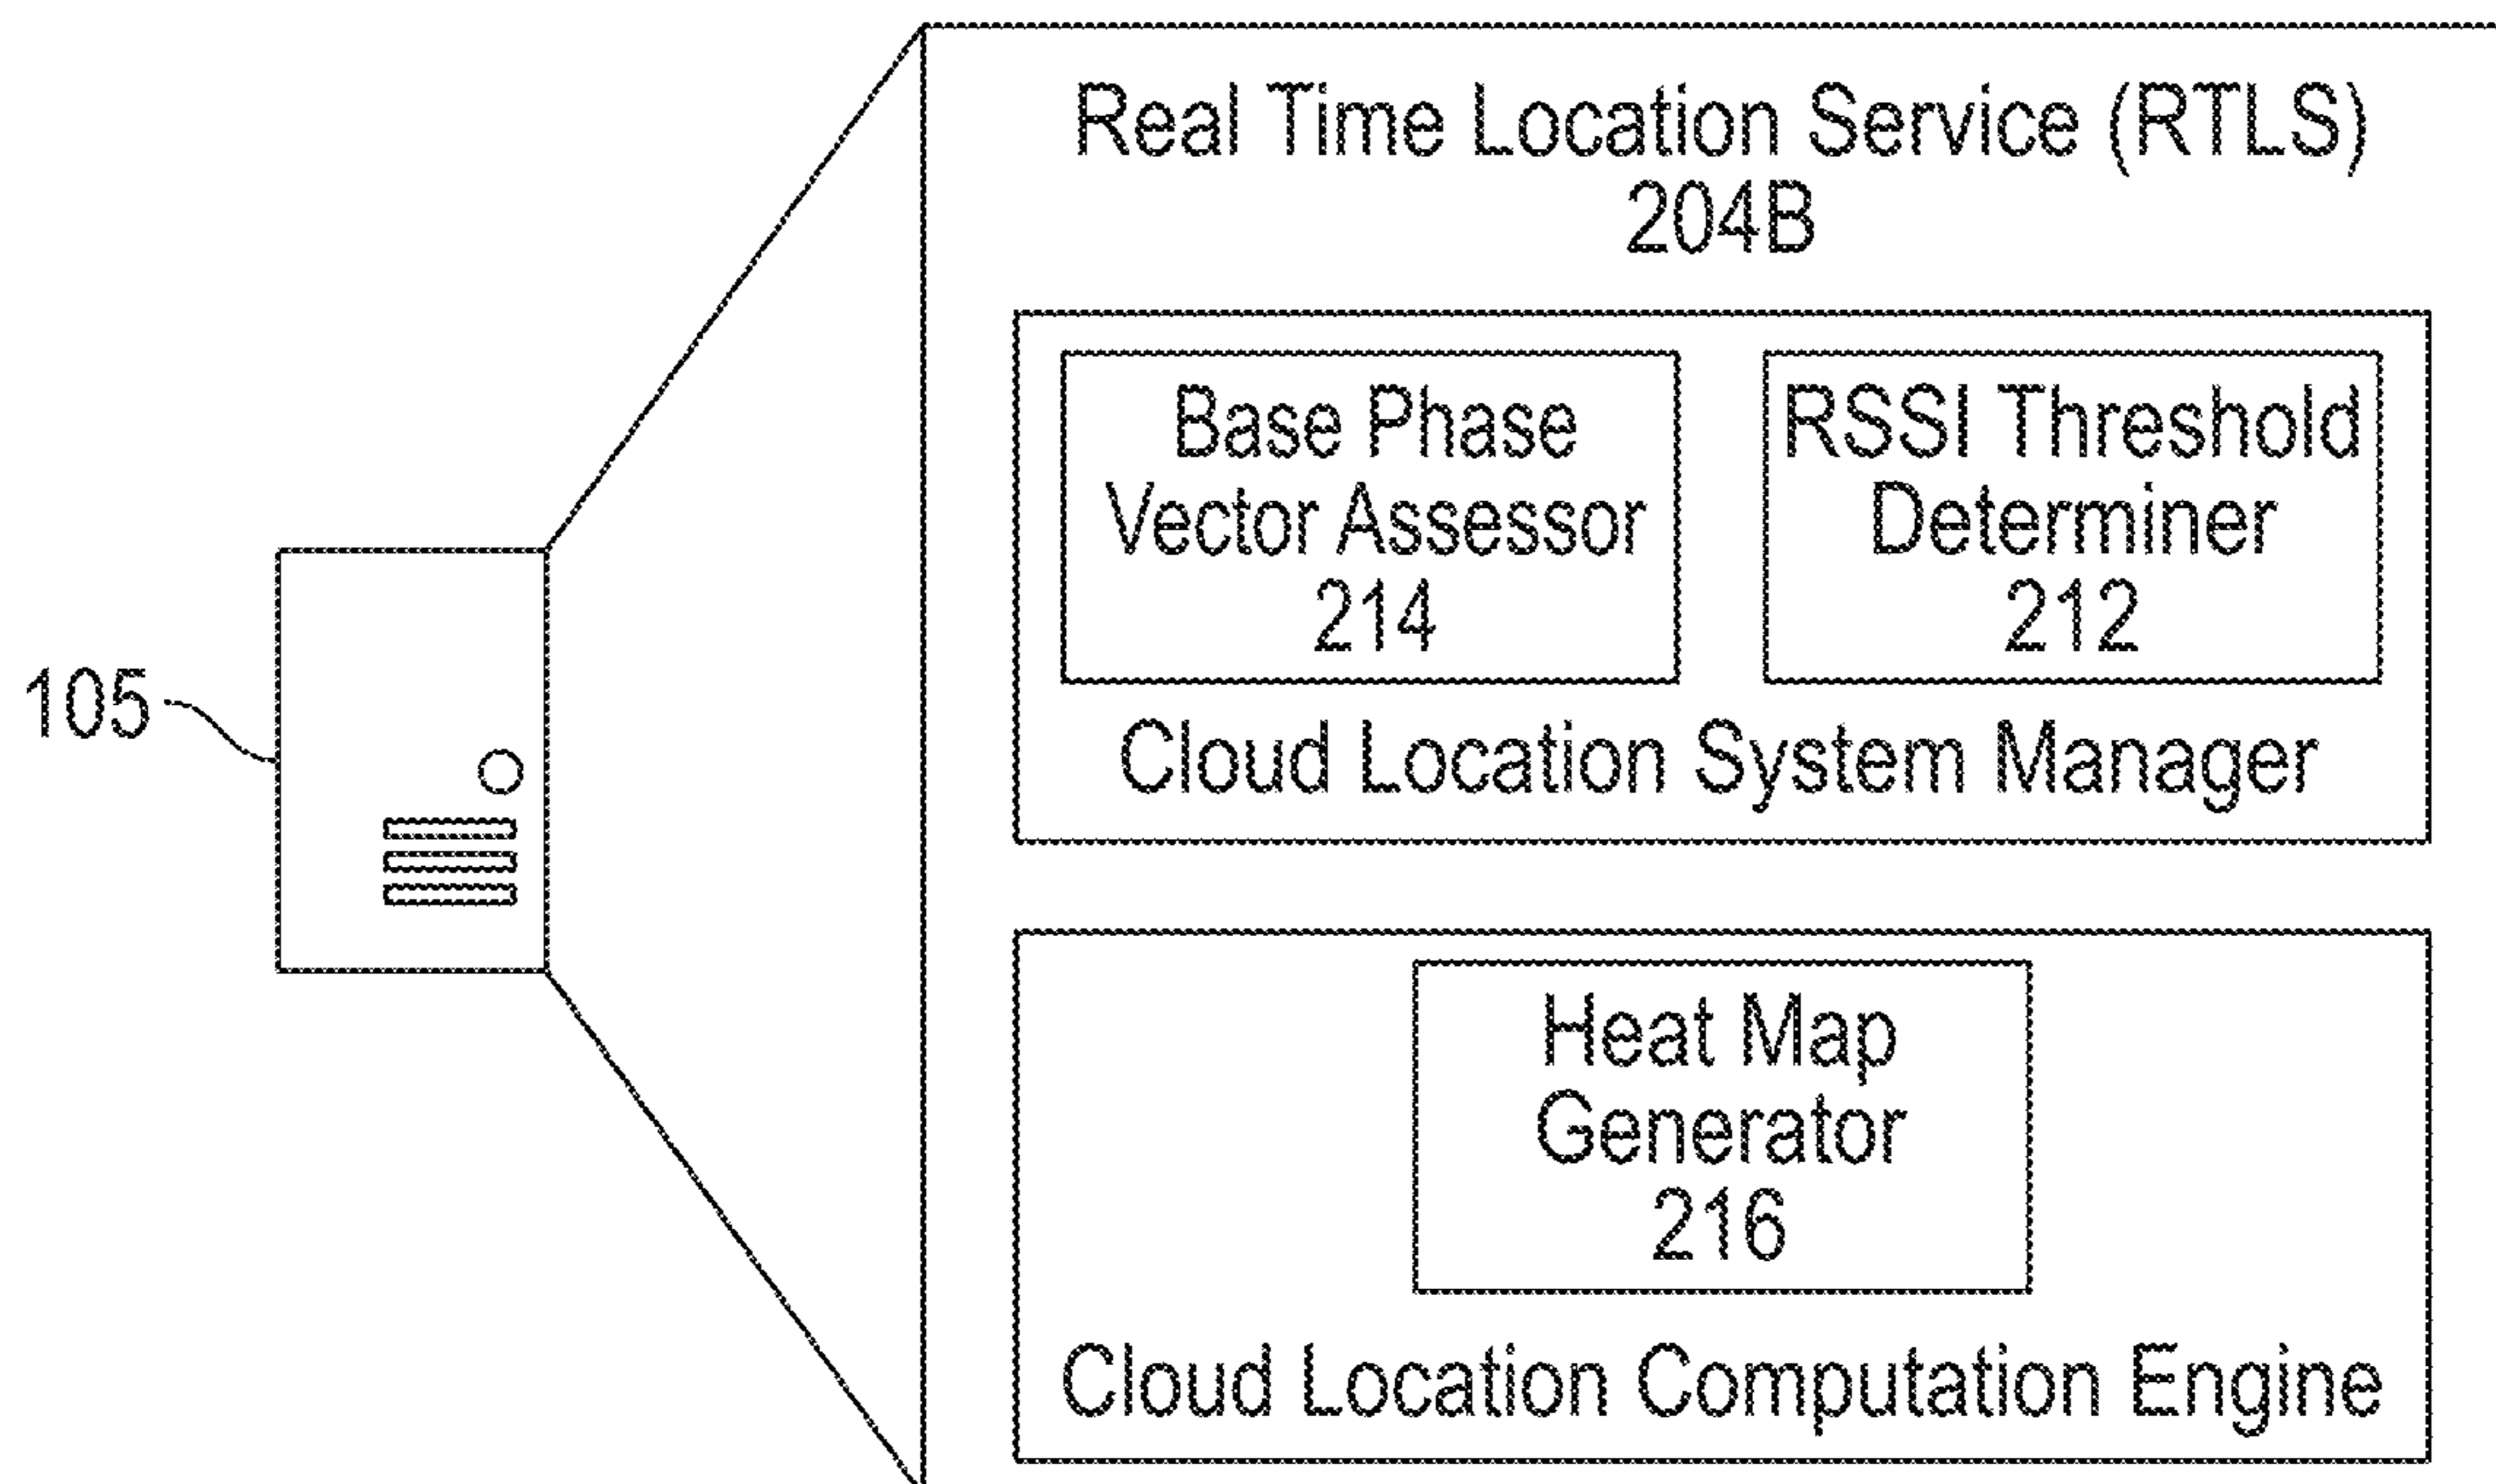 Real Time Location Service (RTLS)
204B
Base Phase
Vector Assessor
214
RSSI Threshold
Determiner
212
Cloud Location System Manager
105
Heat Map
Generator
216
Cloud Location Computation Engine